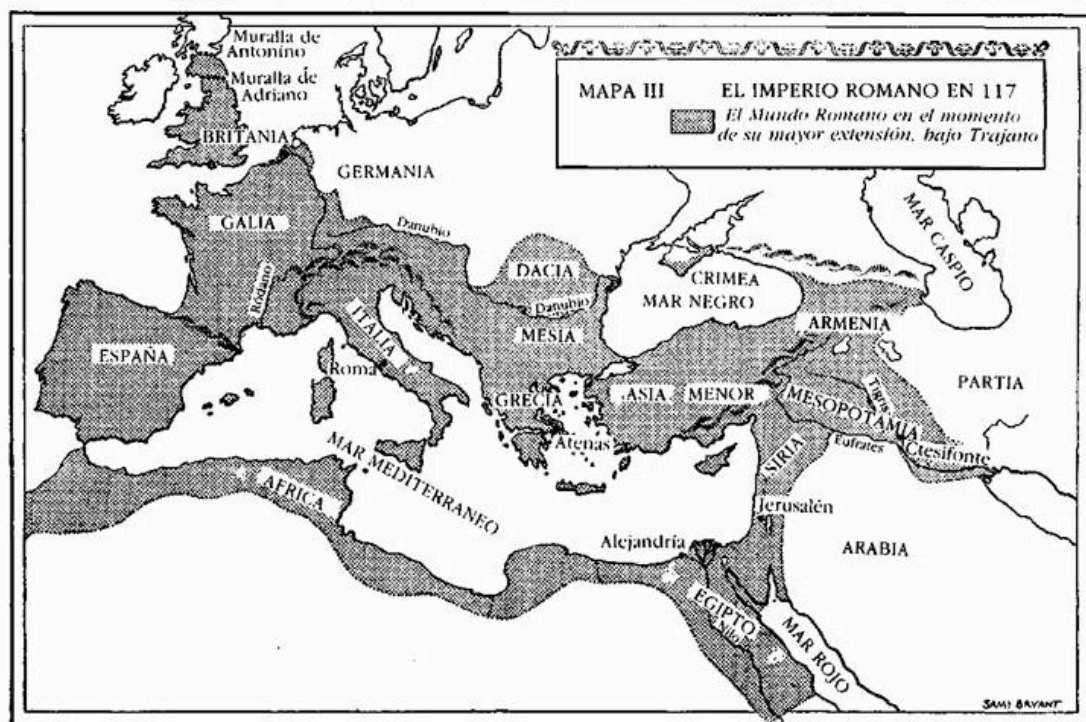 MAPA III EL IMPERIO ROMANO EN 117
El Mundo Romano en el momento
de su mayor extensión, bajo Trajano
Muralla de
Antonino
Muralla de
Adriano
BRITANIA
GERMANIA
GALIA
Danubio
Ródano
DACIA
Danubio
CRIMEA
MAR NEGRO
MAR CASPIO
ARMENIA
ITALIA
MESIA
ESPAÑA
Roma
GRECIA
ASIA MENOR
PARTIA
Tigris
MESOPOTAMIA
Atenas
Eufrates
Ctesifonte
SIRIA
MAR MEDITERRANEO
AFRICA
Jerusalén
Alejandría
ARABIA
EGIPTO
Nilo
MAR ROJO
SAMI BRYANT